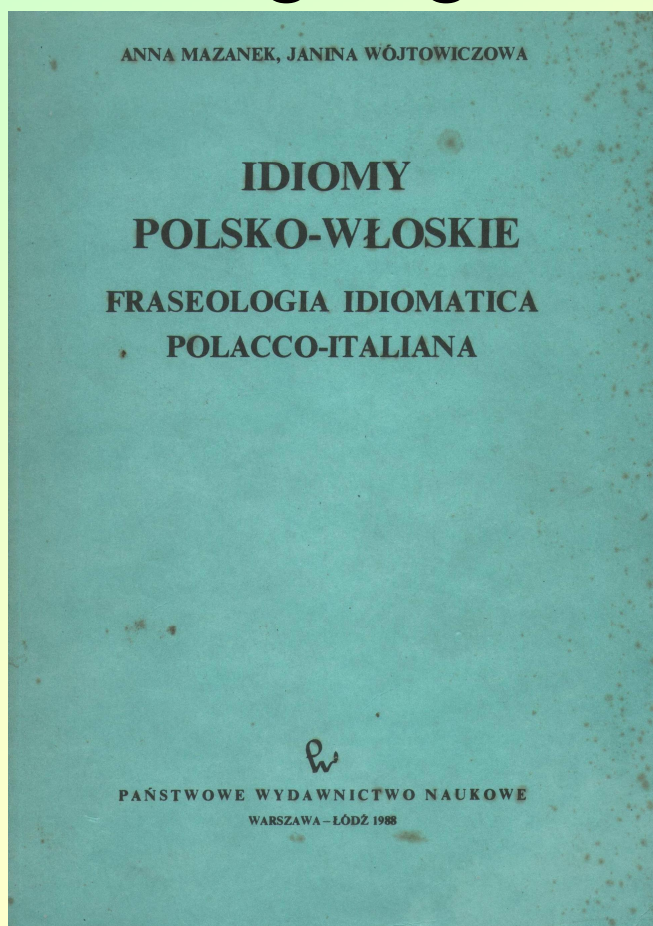 ANNA MAZANEK, JANINA WÓJTOWICZOWA
IDIOMY
POLSKO-WŁOSKIE
FRASEOLOGIA IDIOMATICA
POLACCO-ITALIANA
PAŃSTWOWE WYDAWNICTWO NAUKOWE
WARSZAWA – ŁÓDŹ 1988